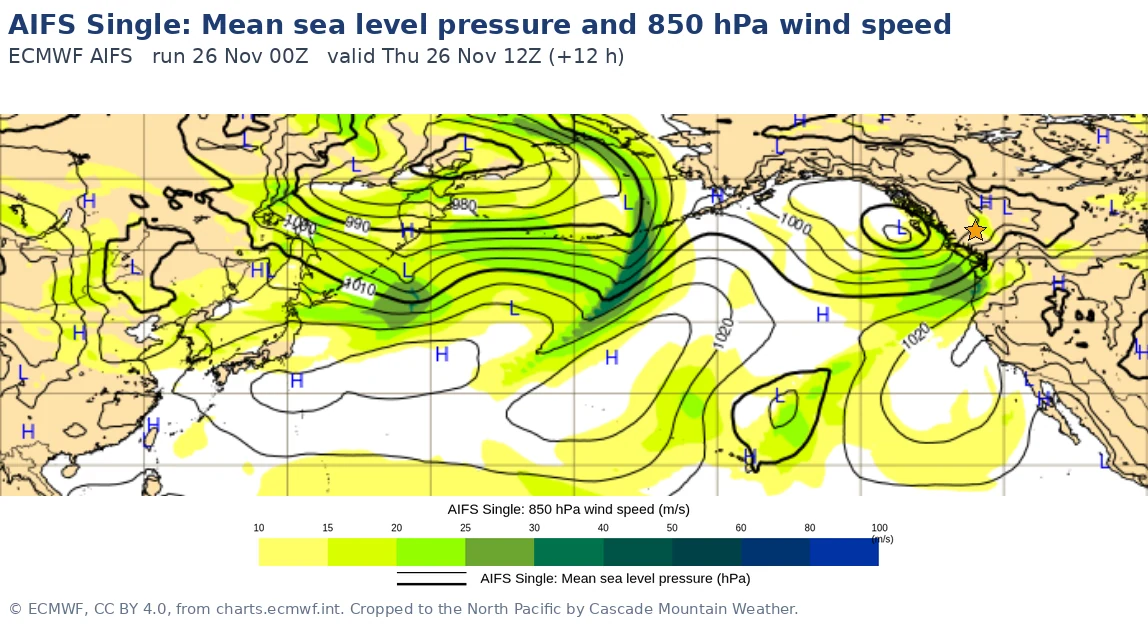 AIFS Single: Mean sea level pressure and 850 hPa wind speed
ECMWF AIFS run 26 Nov 00Z valid Thu 26 Nov 12Z (+12 h)
H L L L H
L
H
H
L
H
L
H
L
L
980
990
1000
1000
H
L
L
H
L
L
1010
H
L
H
H
1020
1020
H
H
H
L
L
H
L
H
H
H
L
H
L
AIFS Single: 850 hPa wind speed (m/s)
10 15 20 25 30 40 50 60 80 100
(m/s)
AIFS Single: Mean sea level pressure (hPa)
© ECMWF, CC BY 4.0, from charts.ecmwf.int. Cropped to the North Pacific by Cascade Mountain Weather.